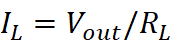 I_L = V_out/R_L